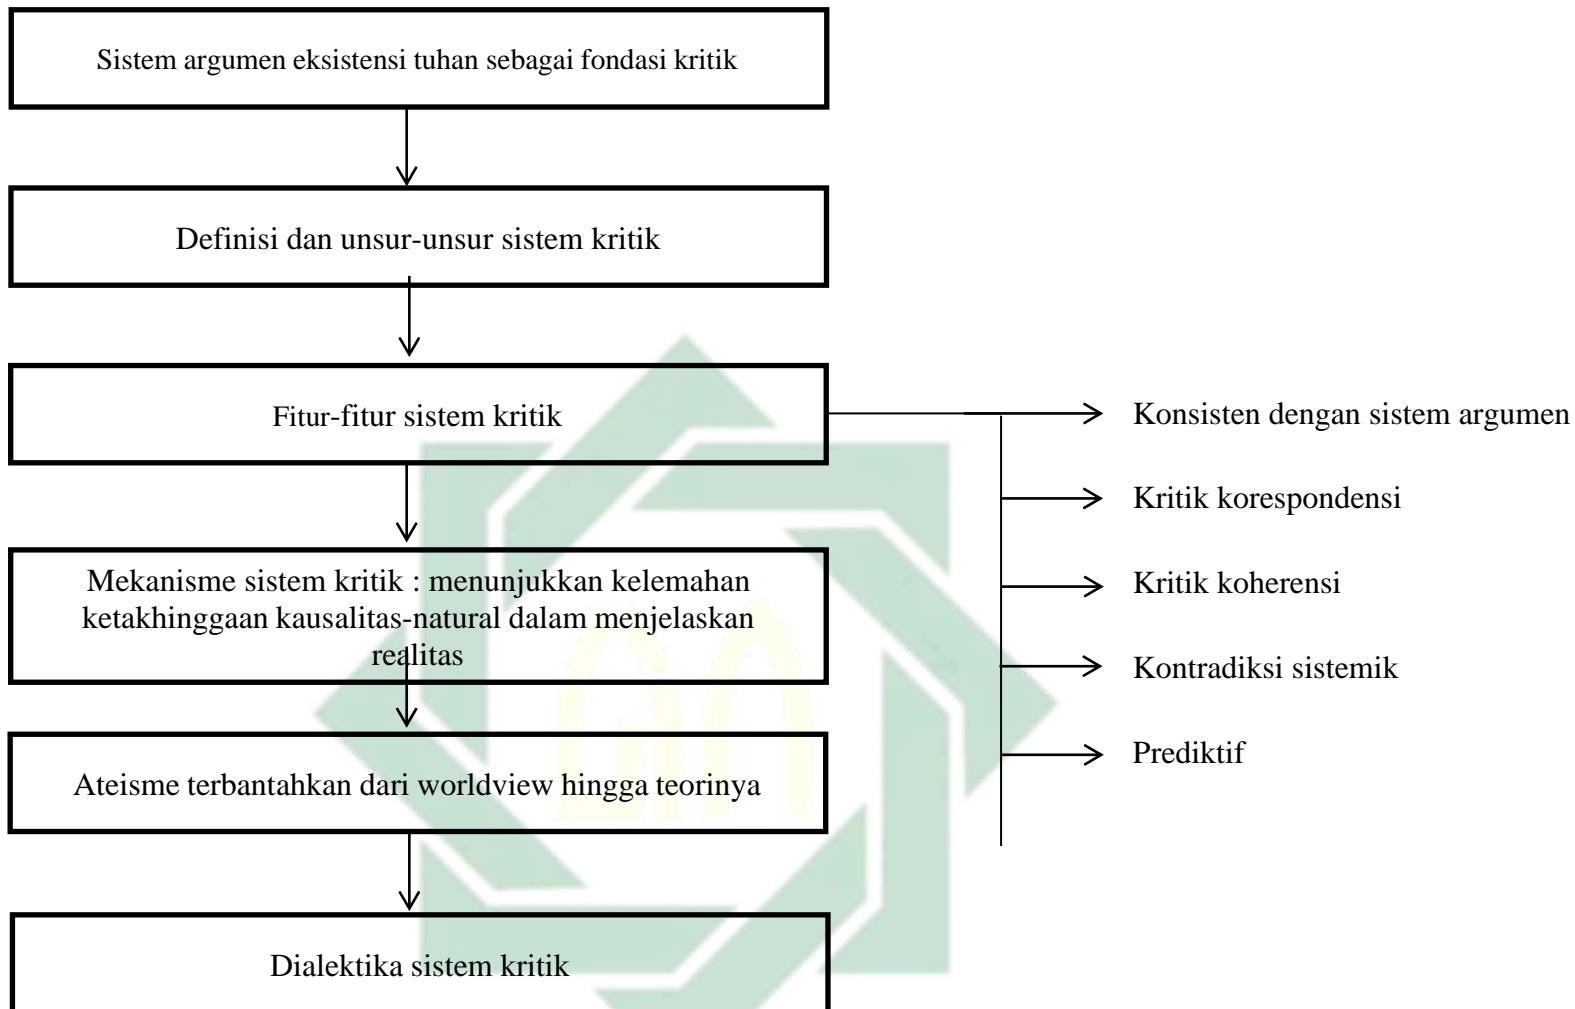 Sistem argumen eksistensi tuhan sebagai fondasi kritik
Definisi dan unsur-unsur sistem kritik
Fitur-fitur sistem kritik
Konsisten dengan sistem argumen
Kritik korespondensi
Kritik koherensi
Kontradiksi sistemik
Prediktif
Mekanisme sistem kritik : menunjukkan kelemahan
ketakhinggaan kausalitas-natural dalam menjelaskan
realitas
Ateisme terbantahkan dari worldview hingga teorinya
Dialektika sistem kritik